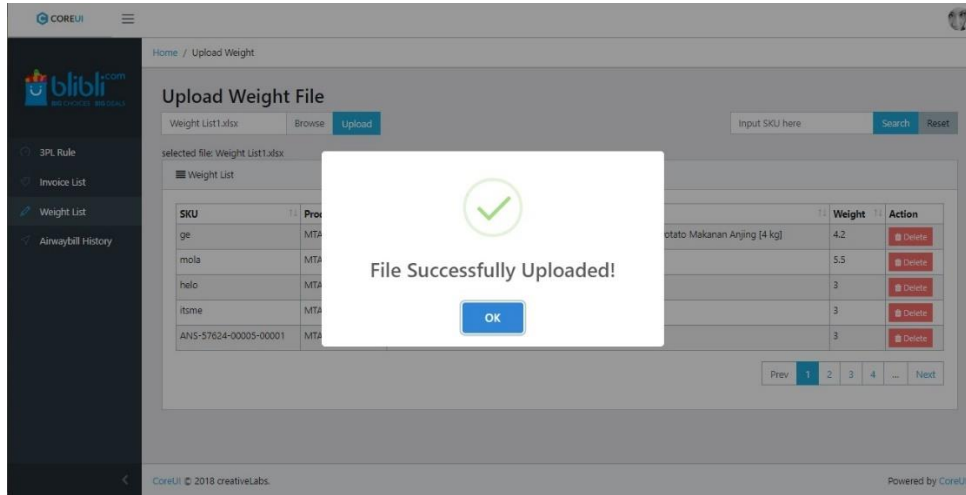 COREUI
Home / Upload Weight
blibli.com
BIG CHOICES BIG DEALS
Upload Weight File
Weight List1.xlsx Browse Upload Input SKU here Search Reset
selected file: Weight List1.xlsx
3PL Rule
Invoice List
Weight List
Airwaybill History
Weight List
SKU Weight Action
ge MTA otato Makanan Anjing [4 kg] 4.2 Delete
mola MTA 5.5 Delete
helo MTA 3 Delete
itsme MTA 3 Delete
ANS-57624-00005-00001 MTA 3 Delete
File Successfully Uploaded!
OK
Prev 1 2 3 4 ... Next
CoreUI © 2018 creativeLabs.
Powered by